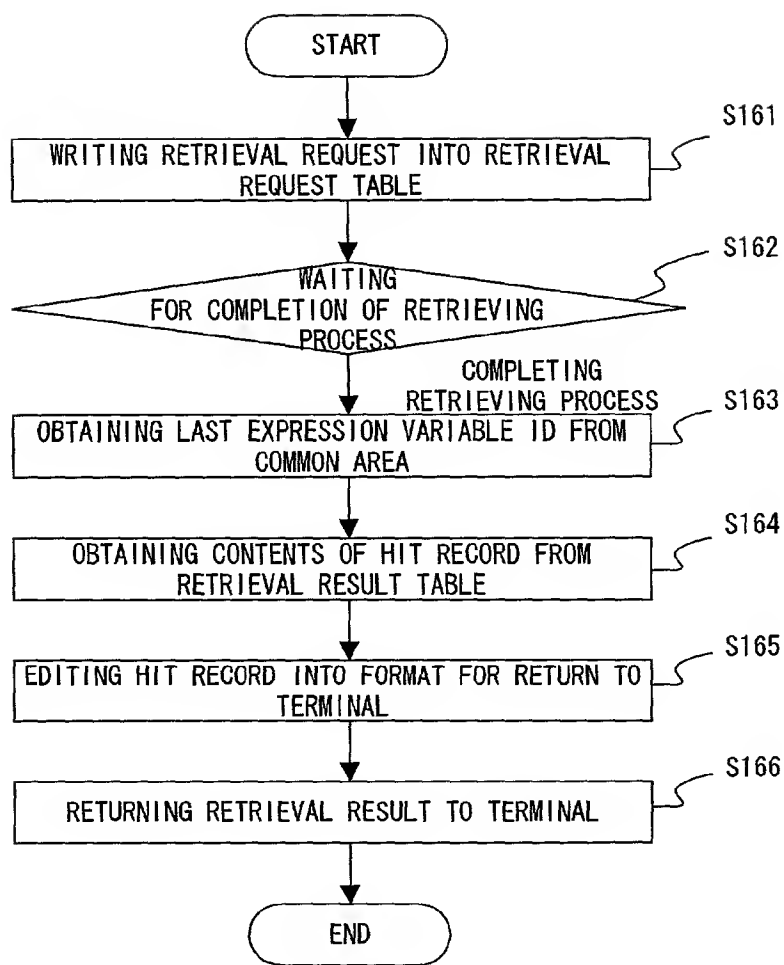 START
S161
WRITING RETRIEVAL REQUEST INTO RETRIEVAL
REQUEST TABLE
S162
WAITING
FOR COMPLETION OF RETRIEVING
PROCESS
COMPLETING
RETRIEVING PROCESS
S163
OBTAINING LAST EXPRESSION VARIABLE ID FROM
COMMON AREA
S164
OBTAINING CONTENTS OF HIT RECORD FROM
RETRIEVAL RESULT TABLE
S165
EDITING HIT RECORD INTO FORMAT FOR RETURN TO
TERMINAL
S166
RETURNING RETRIEVAL RESULT TO TERMINAL
END